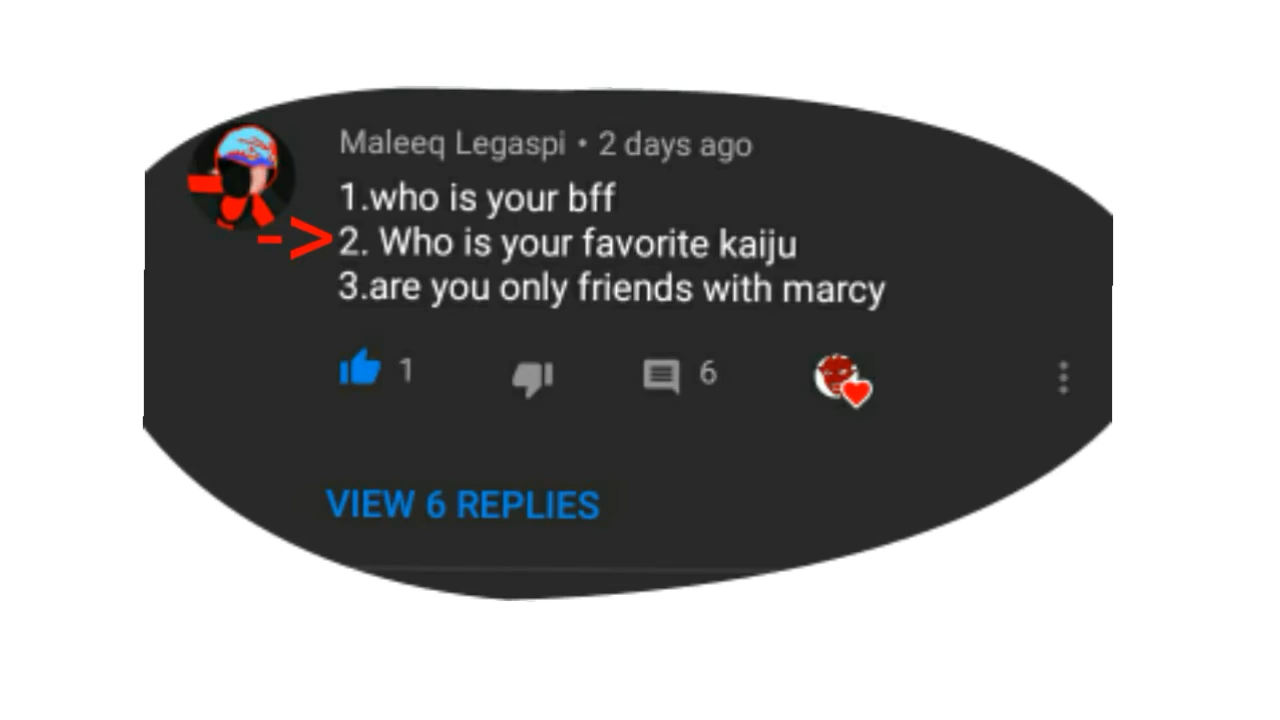 Maleeq Legaspi • 2 days ago
1.who is your bff
->2. Who is your favorite kaiju
3.are you only friends with marcy
1 6
VIEW 6 REPLIES